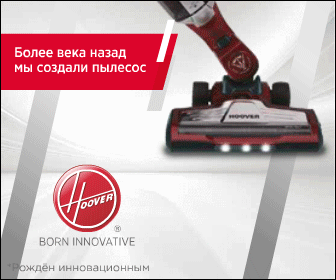 Более века назад
мы создали пылесос
HOOVER
Hoover
®
BORN INNOVATIVE
*Рождён инновационным